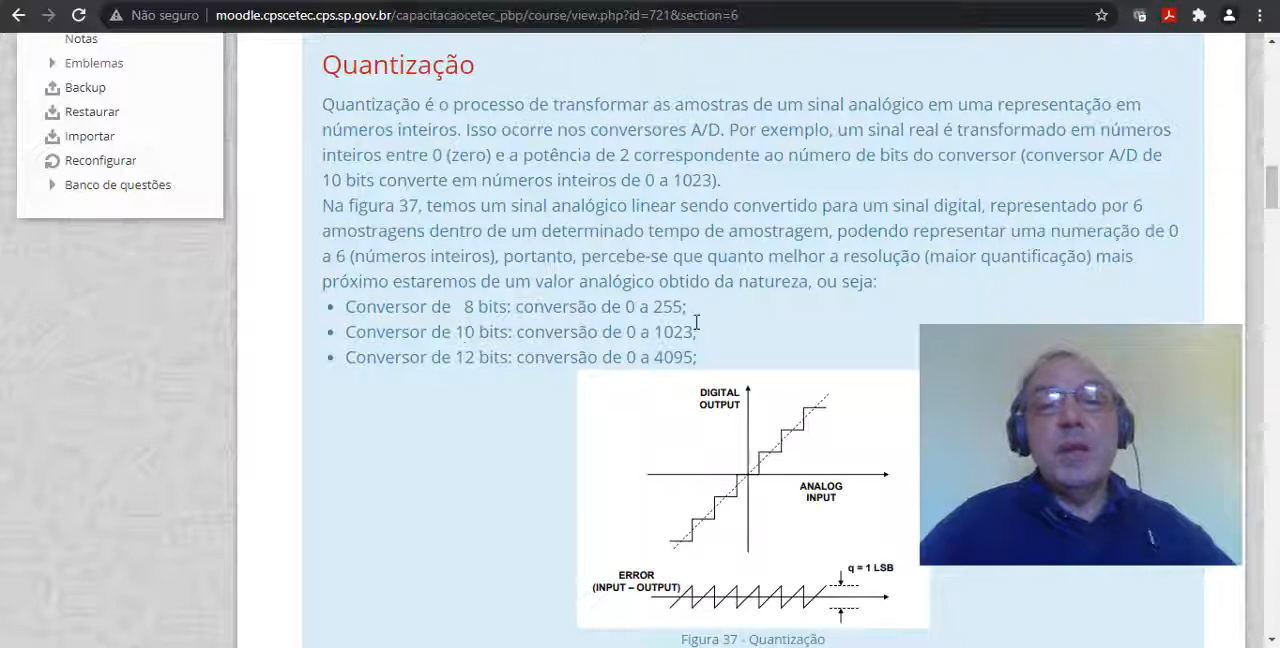 Não seguro
moodle.cpscetec.cps.sp.gov.br/capacitacaocetec_pbp/course/view.php?id=721&section=6
Notas
Emblemas
Backup
Restaurar
Importar
Reconfigurar
Banco de questões
Quantização
Quantização é o processo de transformar as amostras de um sinal analógico em uma representação em
números inteiros. Isso ocorre nos conversores A/D. Por exemplo, um sinal real é transformado em números
inteiros entre 0 (zero) e a potência de 2 correspondente ao número de bits do conversor (conversor A/D de
10 bits converte em números inteiros de 0 a 1023).
Na figura 37, temos um sinal analógico linear sendo convertido para um sinal digital, representado por 6
amostragens dentro de um determinado tempo de amostragem, podendo representar uma numeração de 0
a 6 (números inteiros), portanto, percebe-se que quanto melhor a resolução (maior quantificação) mais
próximo estaremos de um valor analógico obtido da natureza, ou seja:
• Conversor de 8 bits: conversão de 0 a 255;
• Conversor de 10 bits: conversão de 0 a 1023;
• Conversor de 12 bits: conversão de 0 a 4095;
DIGITAL
OUTPUT
ANALOG
INPUT
ERROR
(INPUT – OUTPUT)
q = 1 LSB
Figura 37 - Quantização